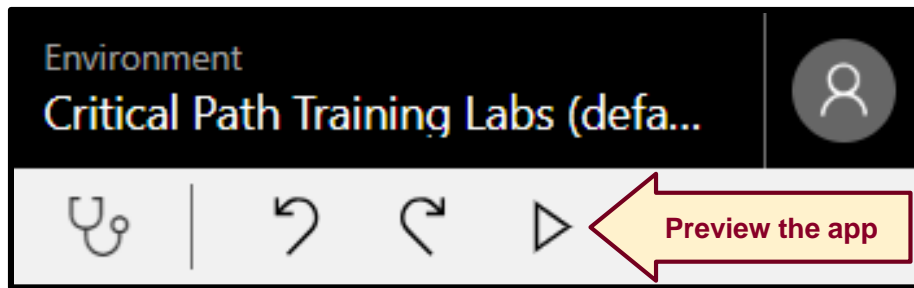 Environment
Critical Path Training Labs (defa...
Preview the app